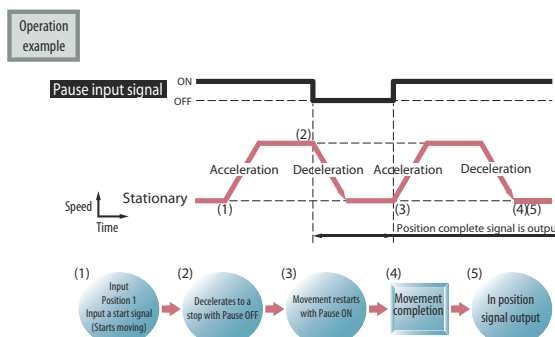 Operation
example
ON
Pause input signal
OFF
(2)
Acceleration Deceleration Acceleration Deceleration
Stationary
(1) (3) (4)(5)
Speed
Time
Position complete signal is outpu
(1) (2) (3) (4) (5)
Input
Position 1
Input a start signal
(Starts moving)
Decelerates to a
stop with Pause OFF
Movement restarts
with Pause ON
Movement
completion
In position
signal output